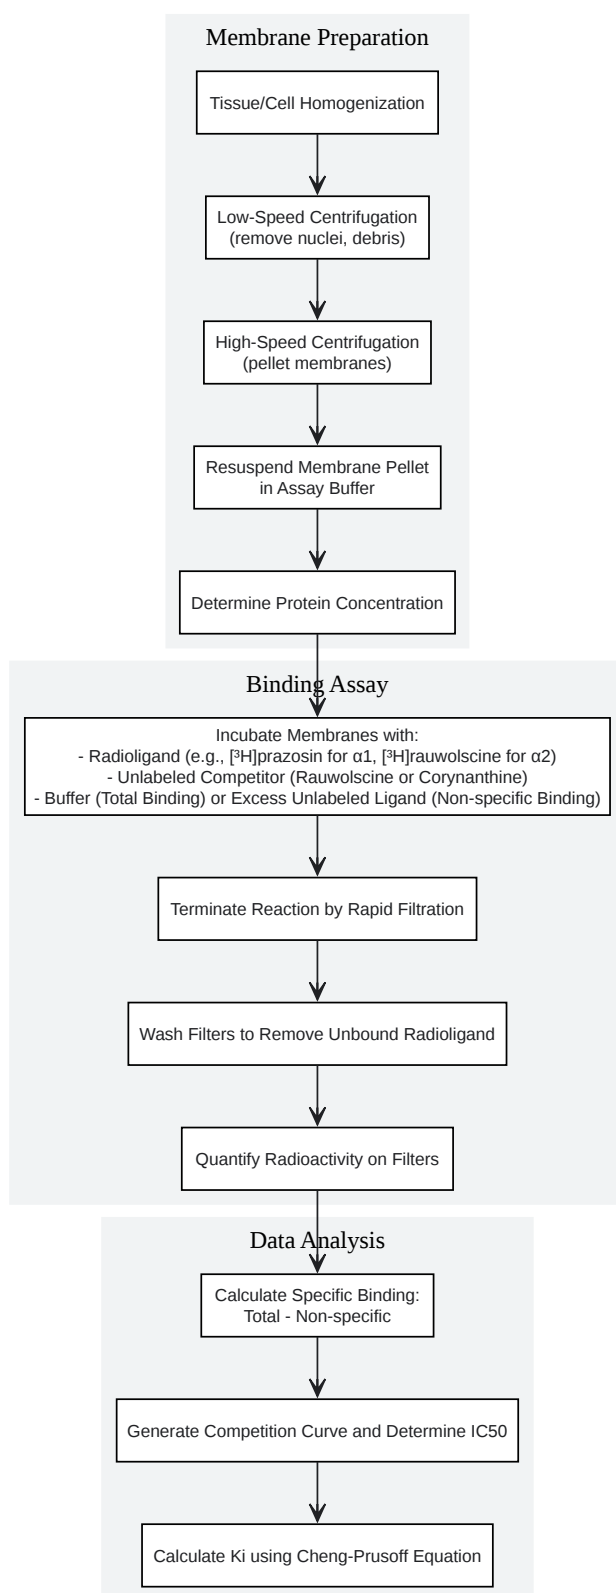 Membrane Preparation
Tissue/Cell Homogenization
Low-Speed Centrifugation
(remove nuclei, debris)
High-Speed Centrifugation
(pellet membranes)
Resuspend Membrane Pellet
in Assay Buffer
Determine Protein Concentration
Binding Assay
Incubate Membranes with:
- Radioligand (e.g., [³H]prazosin for α1, [³H]rauwolscine for α2)
- Unlabeled Competitor (Rauwolscine or Corynanthine)
- Buffer (Total Binding) or Excess Unlabeled Ligand (Non-specific Binding)
Terminate Reaction by Rapid Filtration
Wash Filters to Remove Unbound Radioligand
Quantify Radioactivity on Filters
Data Analysis
Calculate Specific Binding:
Total - Non-specific
Generate Competition Curve and Determine IC50
Calculate Ki using Cheng-Prusoff Equation